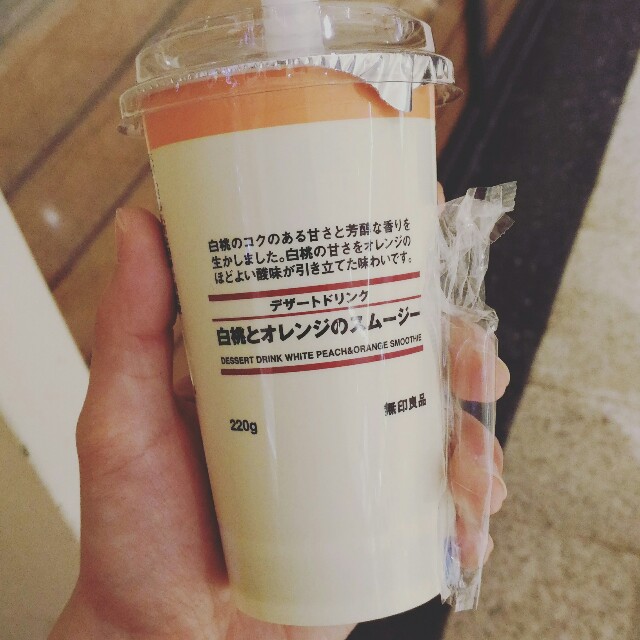 白桃のコクのある甘さと芳醇な香りを
生かしました。白桃の甘さをオレンジの
ほどよい酸味が引き立てた味わいです。
デザートドリンク
白桃とオレンジのスムージー
DESSERT DRINK WHITE PEACH&ORANGE SMOOTHIE
220g
無印良品